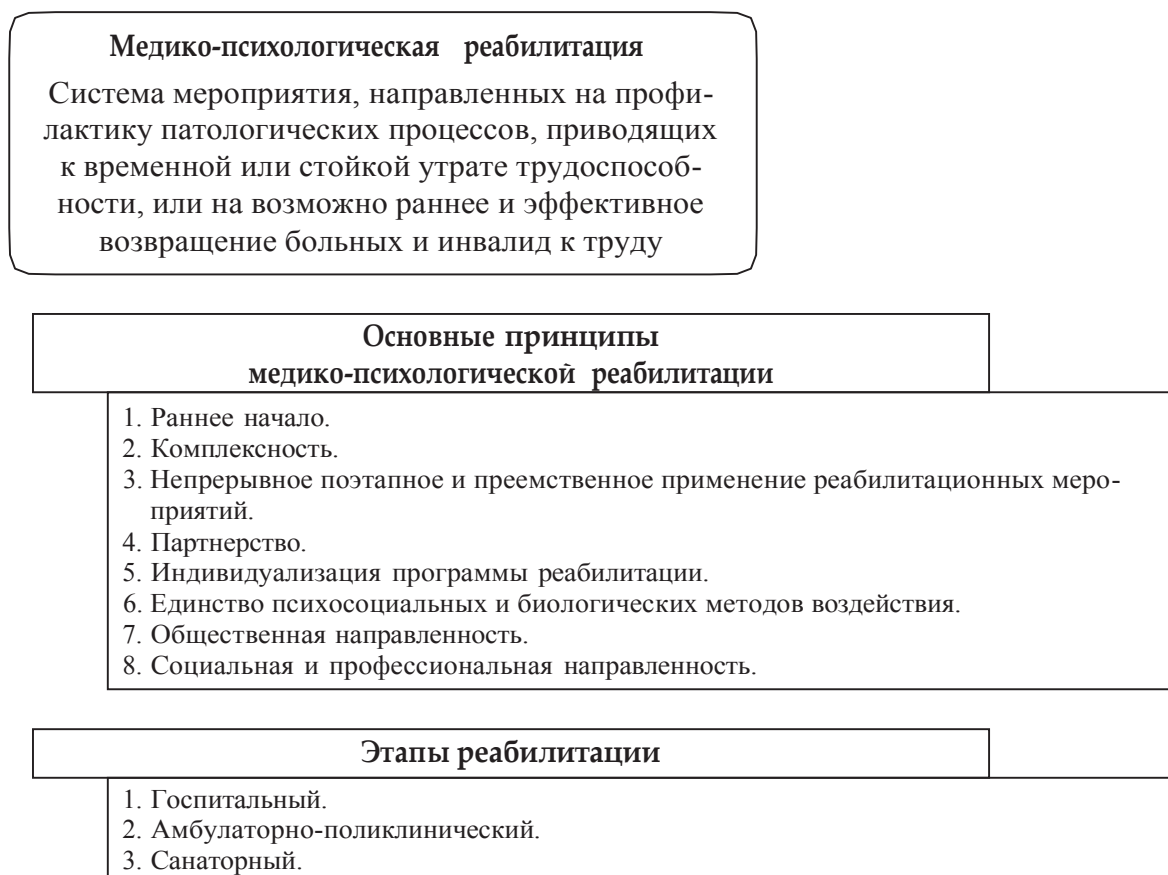 Медико-психологическая реабилитация
Система мероприятия, направленных на профи-
лактику патологических процессов, приводящих
к временной или стойкой утрате трудоспособ-
ности, или на возможно раннее и эффективное
возвращение больных и инвалид к труду
Основные принципы
медико-психологической реабилитации
1. Раннее начало.
2. Комплексность.
3. Непрерывное поэтапное и преемственное применение реабилитационных меро-
приятий.
4. Партнерство.
5. Индивидуализация программы реабилитации.
6. Единство психосоциальных и биологических методов воздействия.
7. Общественная направленность.
8. Социальная и профессиональная направленность.
Этапы реабилитации
1. Госпитальный.
2. Амбулаторно-поликлинический.
3. Санаторный.